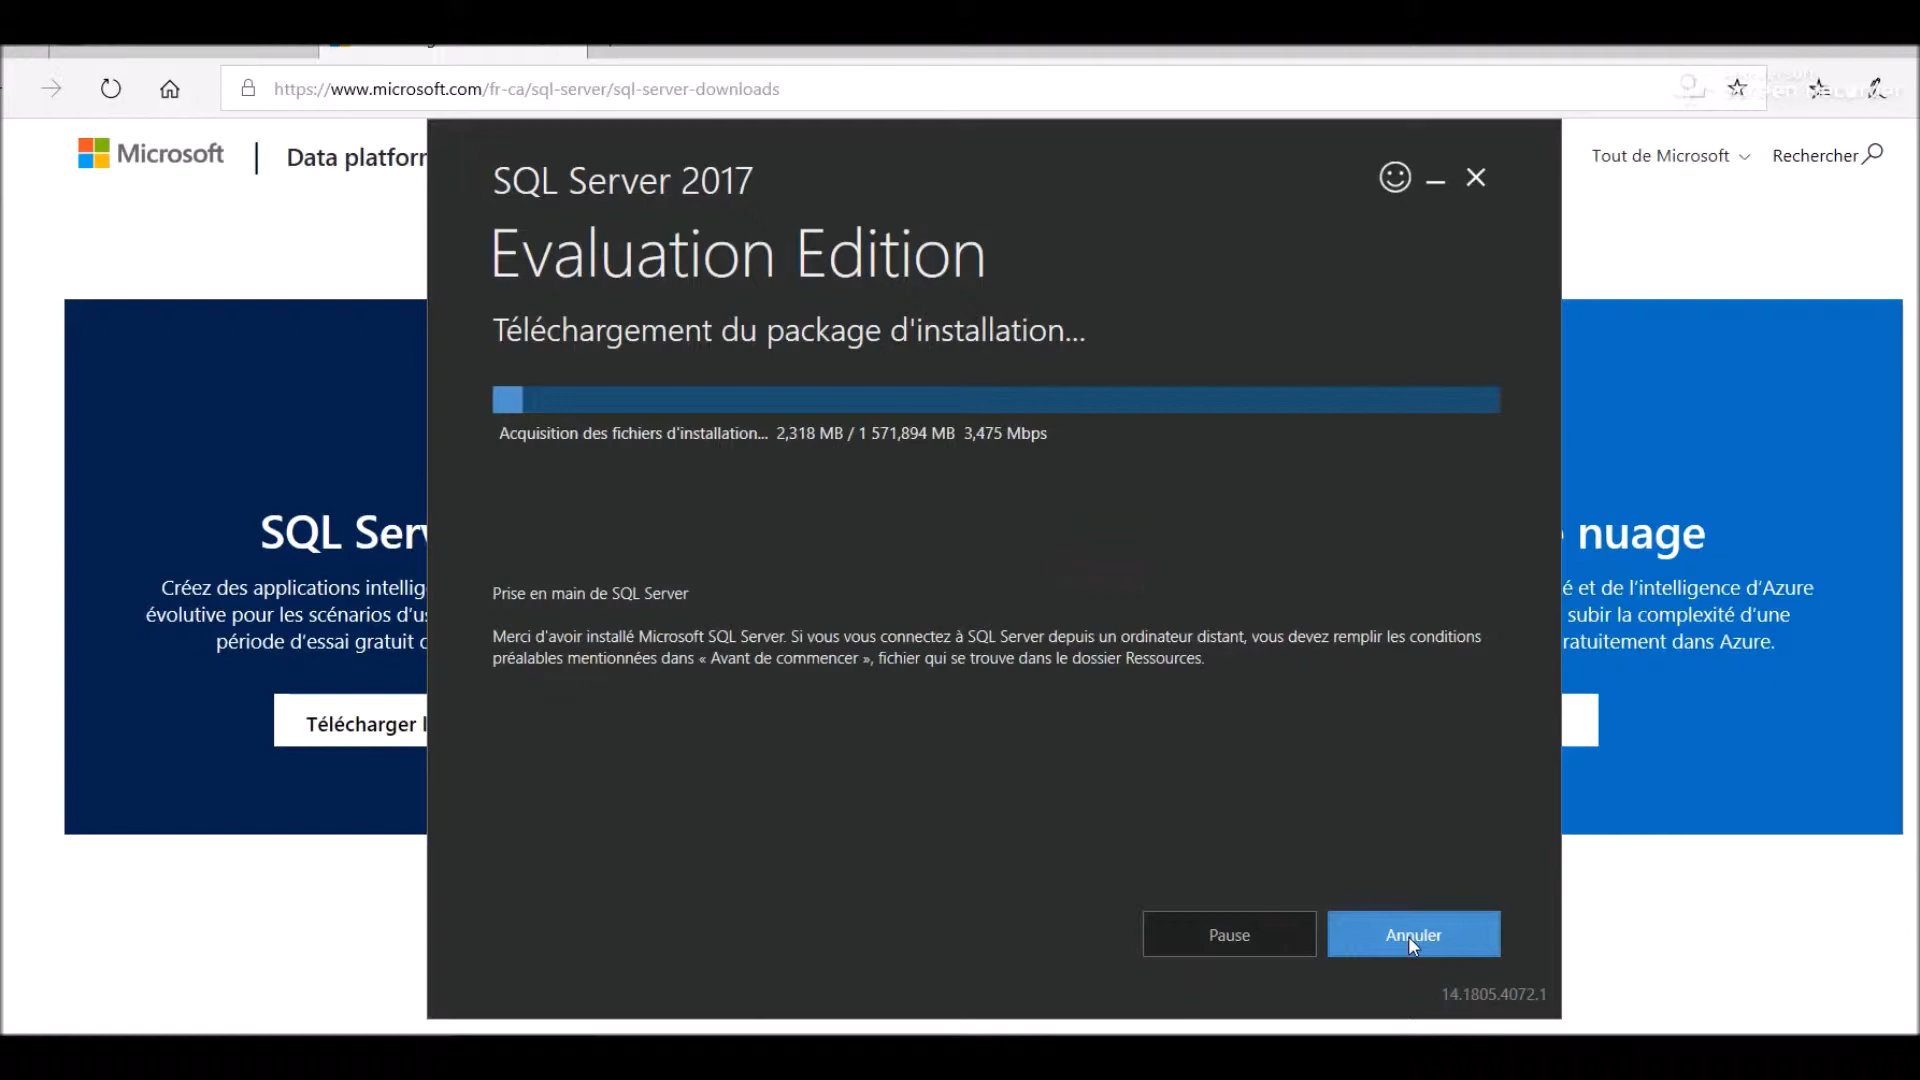 https://www.microsoft.com/fr-ca/sql-server/sql-server-downloads
Microsoft
Data platfor
Tout de Microsoft
Rechercher
SQL Server 2017
Evaluation Edition
Téléchargement du package d'installation...
Acquisition des fichiers d'installation... 2,318 MB / 1 571,894 MB 3,475 Mbps
SQL Ser
nuage
Créez des applications intellig
évolutive pour les scénarios d'u
période d'essai gratuit
Télécharger
é et de l'intelligence d'Azure
subir la complexité d'une
ratuitement dans Azure.
Prise en main de SQL Server
Merci d'avoir installé Microsoft SQL Server. Si vous vous connectez à SQL Server depuis un ordinateur distant, vous devez remplir les conditions
préalables mentionnées dans « Avant de commencer », fichier qui se trouve dans le dossier Ressources.
Pause
Annuler
14.1805.4072.1